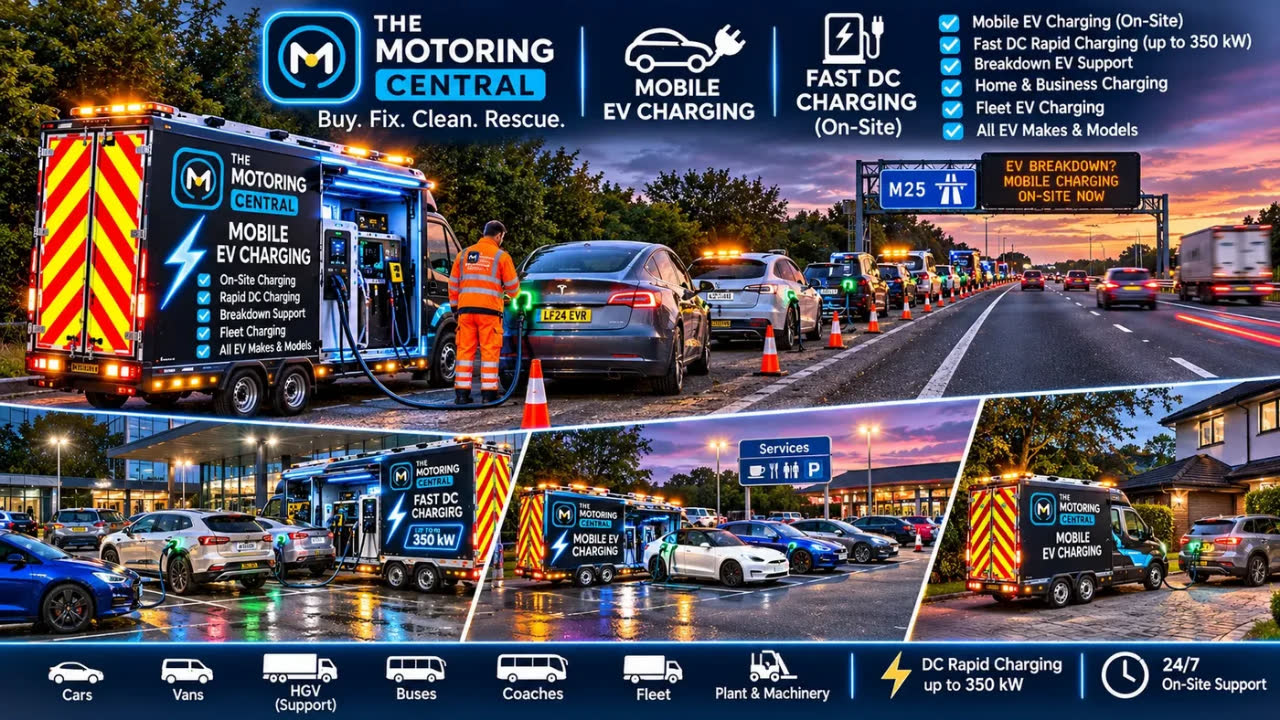 THE
MOTORING
CENTRAL
Buy. Fix. Clean. Rescue.
MOBILE
EV CHARGING
FAST DC
CHARGING
(On-Site)
Mobile EV Charging (On-Site)
Fast DC Rapid Charging (up to 350 kW)
Breakdown EV Support
Home & Business Charging
Fleet EV Charging
All EV Makes & Models
M25
EV BREAKDOWN?
MOBILE CHARGING
ON-SITE NOW
THE
MOTORING
CENTRAL
MOBILE
EV CHARGING
On-Site Charging
Rapid DC Charging
Breakdown Support
Fleet Charging
All EV Makes & Models
LF24 EVR
THE
MOTORING
CENTRAL
FAST DC
CHARGING
UP TO
350 kW
Services
P
THE
MOTORING
CENTRAL
MOBILE
EV CHARGING
THE
MOTORING
CENTRAL
MOBILE
EV CHARGING
Cars
Vans
HGV
(Support)
Buses
Coaches
Fleet
Plant & Machinery
DC Rapid Charging
up to 350 kW
24/7
On-Site Support